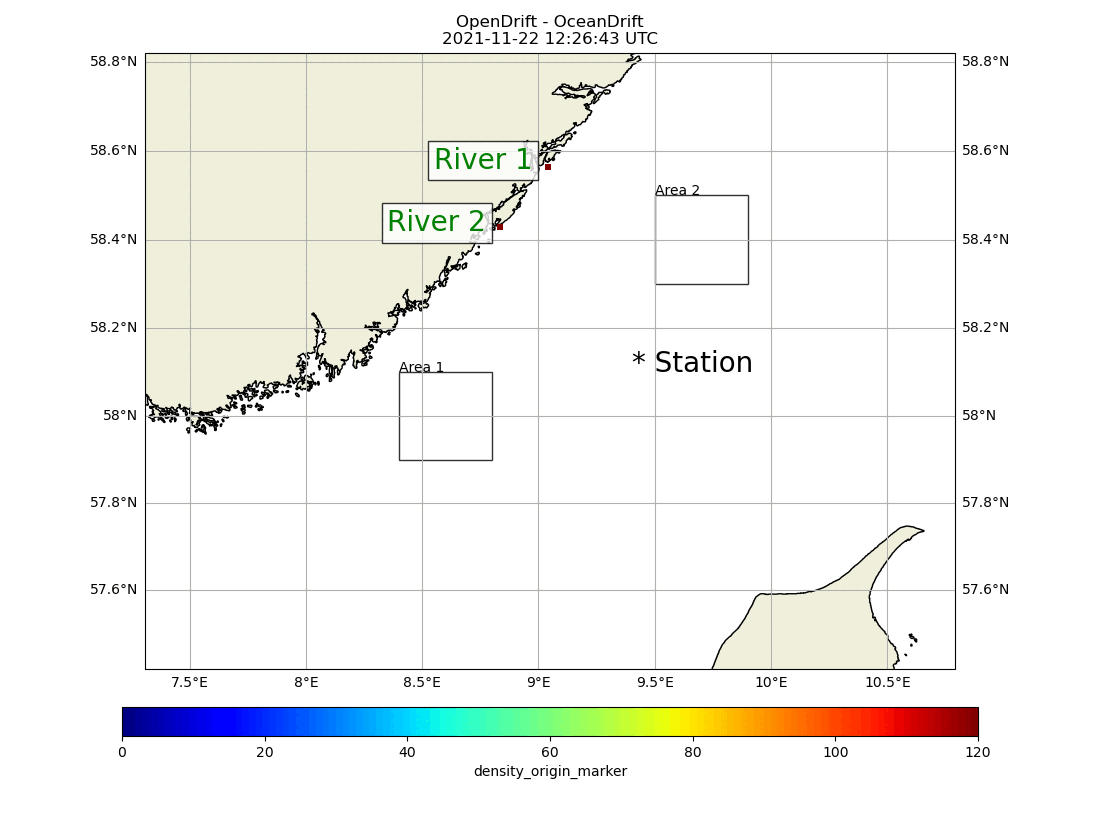 OpenDrift - OceanDrift
2021-11-22 12:26:43 UTC
58.8°N 58.8°N
58.6°N River 1 58.6°N
Area 2
River 2
58.4°N 58.4°N
58.2°N 58.2°N
* Station
Area 1
58°N 58°N
57.8°N 57.8°N
57.6°N 57.6°N
7.5°E 8°E 8.5°E 9°E 9.5°E 10°E 10.5°E
0 20 40 60 80 100 120
density_origin_marker